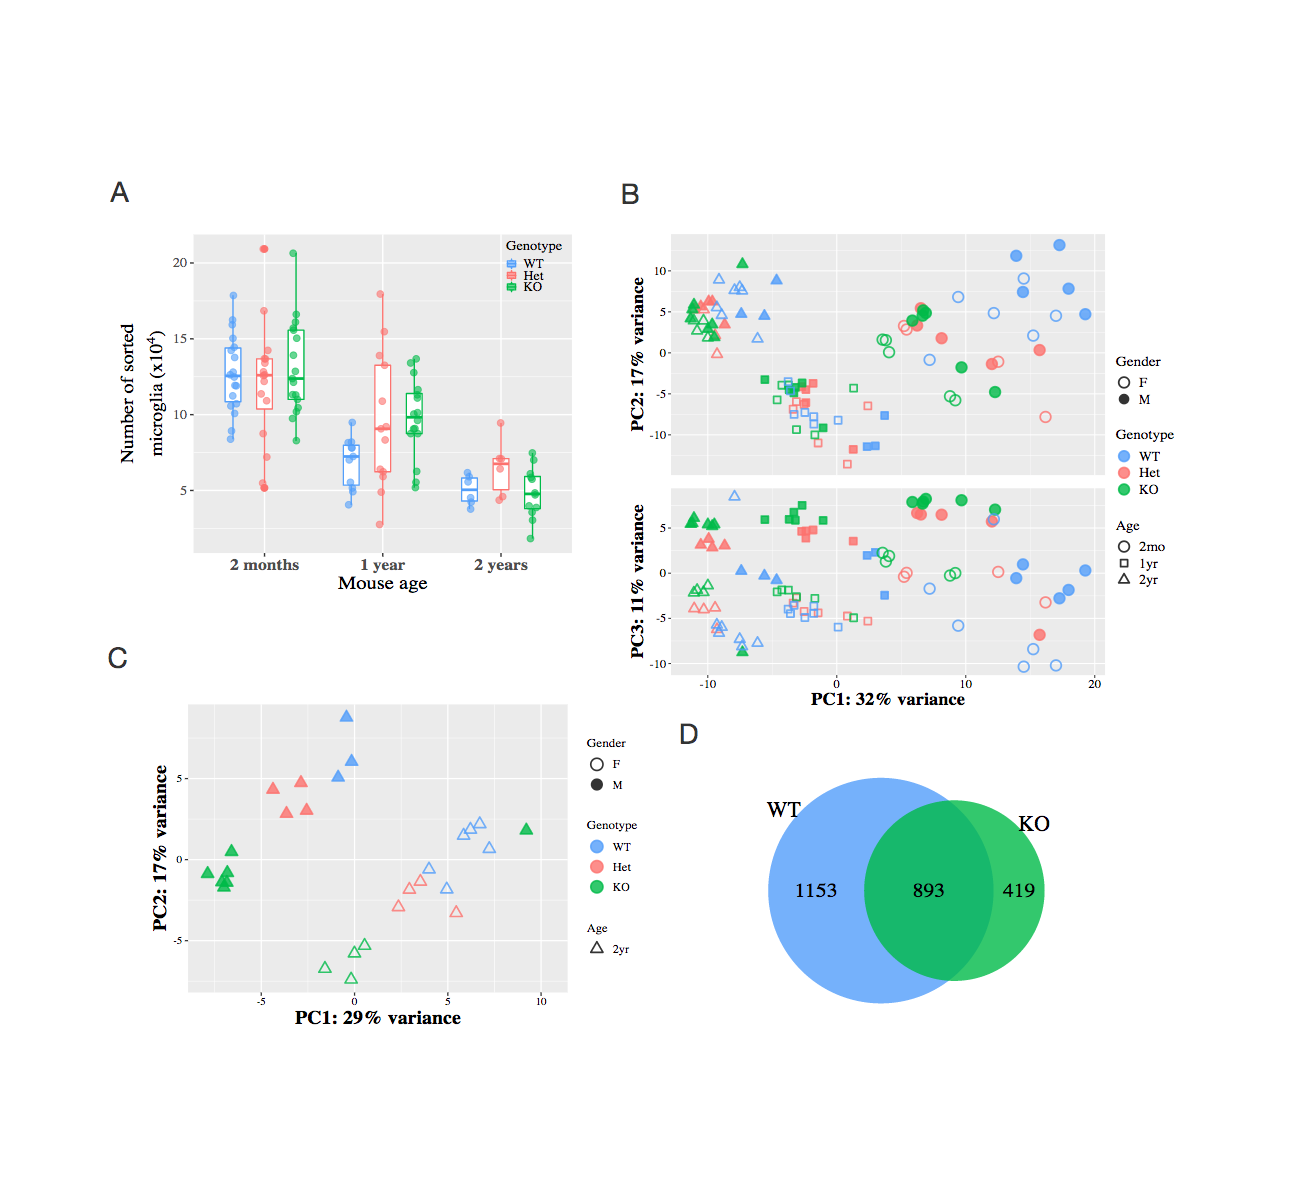 A
Number of sorted
microglia (x10⁴)
20
15
10
5
Genotype
WT
Het
KO
2 months
1 year
2 years
Mouse age
B
PC2: 17% variance
10
5
0
-5
-10
PC3: 11% variance
5
0
-5
-10
-10
0
10
20
PC1: 32% variance
Gender
F
M
Genotype
WT
Het
KO
Age
2mo
1yr
2yr
C
PC2: 17% variance
5
0
-5
-5
0
5
10
PC1: 29% variance
Gender
F
M
Genotype
WT
Het
KO
Age
2yr
D
WT
KO
1153
893
419